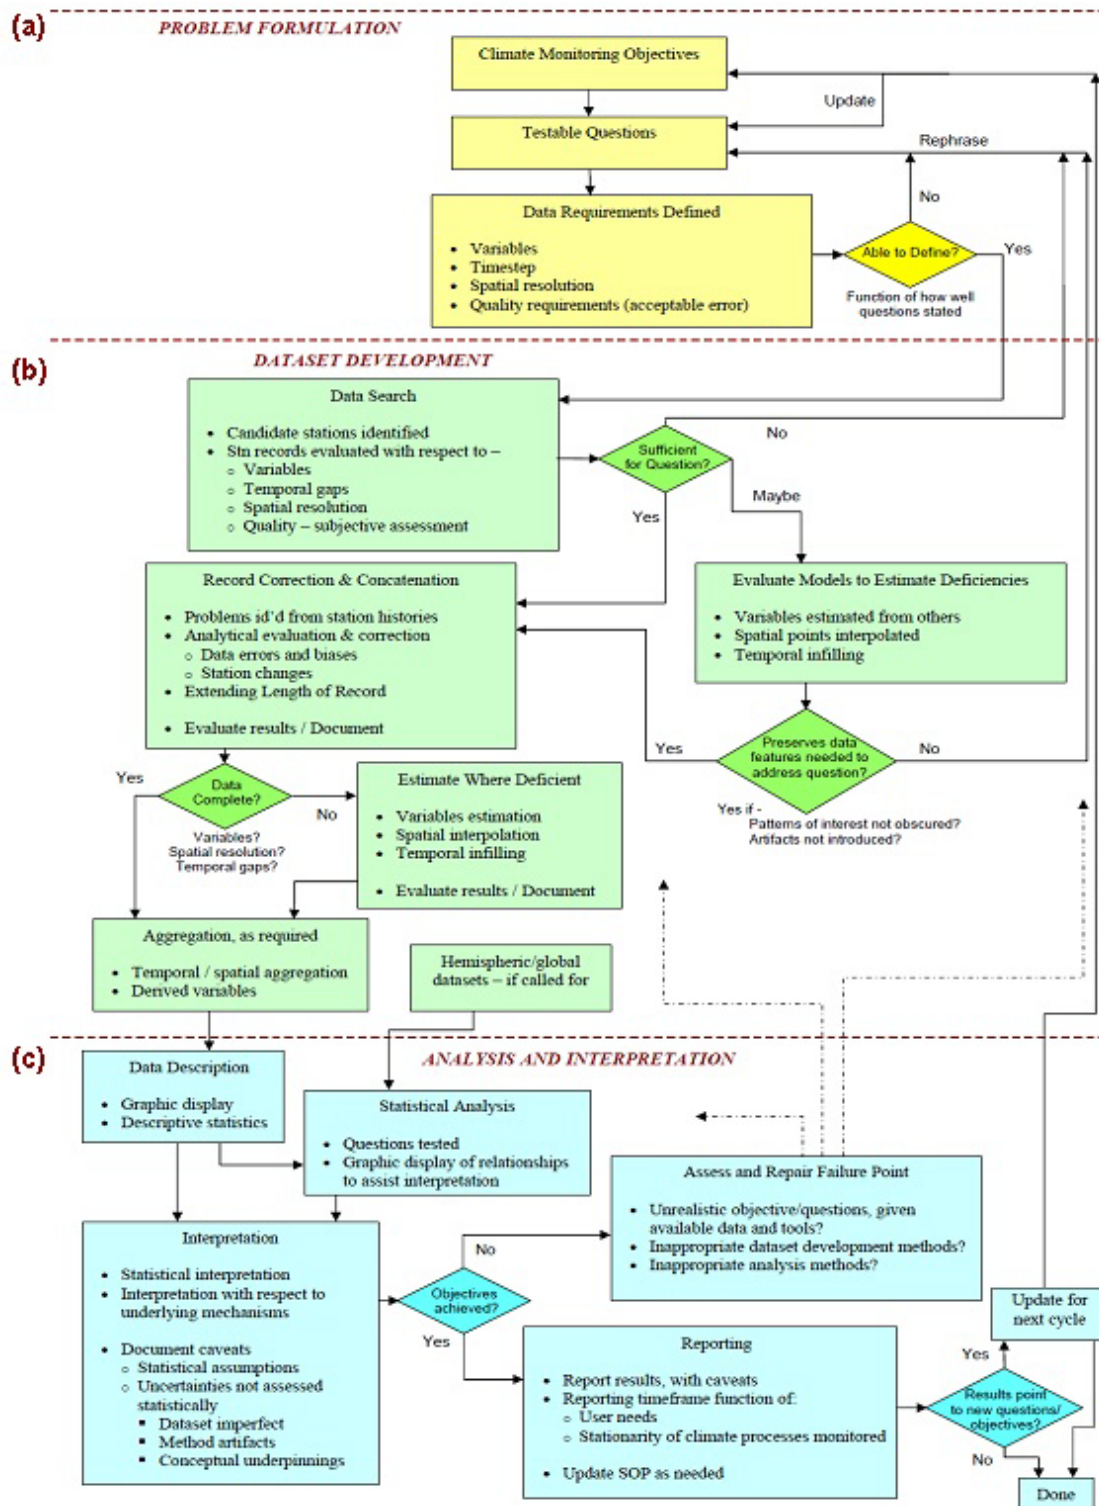 (a)
PROBLEM FORMULATION
Climate Monitoring Objectives
Update
Testable Questions
Rephrase
No
Data Requirements Defined
• Variables
• Timestep
• Spatial resolution
• Quality requirements (acceptable error)
Able to Define?
Yes
Function of how well
questions stated
(b)
DATASET DEVELOPMENT
Data Search
• Candidate stations identified
• Stn records evaluated with respect to –
o Variables
o Temporal gaps
o Spatial resolution
o Quality – subjective assessment
Sufficient
for Question?
No
Maybe
Yes
Record Correction & Concatenation
• Problems id'd from station histories
• Analytical evaluation & correction
o Data errors and biases
o Station changes
• Extending Length of Record
• Evaluate results / Document
Evaluate Models to Estimate Deficiencies
• Variables estimated from others
• Spatial points interpolated
• Temporal infilling
Preserves data
features needed to
address question?
Yes
No
Yes if -
Patterns of interest not obscured?
Artifacts not introduced?
Yes
Data
Complete?
No
Variables?
Spatial resolution?
Temporal gaps?
Estimate Where Deficient
• Variables estimation
• Spatial interpolation
• Temporal infilling
• Evaluate results / Document
Aggregation, as required
• Temporal / spatial aggregation
• Derived variables
Hemispheric/global
datasets – if called for
(c)
ANALYSIS AND INTERPRETATION
Data Description
• Graphic display
• Descriptive statistics
Statistical Analysis
• Questions tested
• Graphic display of relationships
to assist interpretation
Assess and Repair Failure Point
• Unrealistic objective/questions, given
available data and tools?
• Inappropriate dataset development methods?
• Inappropriate analysis methods?
Interpretation
• Statistical interpretation
• Interpretation with respect to
underlying mechanisms
• Document caveats
o Statistical assumptions
o Uncertainties not assessed
statistically
▪ Dataset imperfect
▪ Method artifacts
▪ Conceptual underpinnings
No
Objectives
achieved?
Yes
Reporting
• Report results, with caveats
• Reporting timeframe function of:
o User needs
o Stationarity of climate processes monitored
• Update SOP as needed
Update for
next cycle
Yes
Results point
to new questions/
objectives?
No
Done